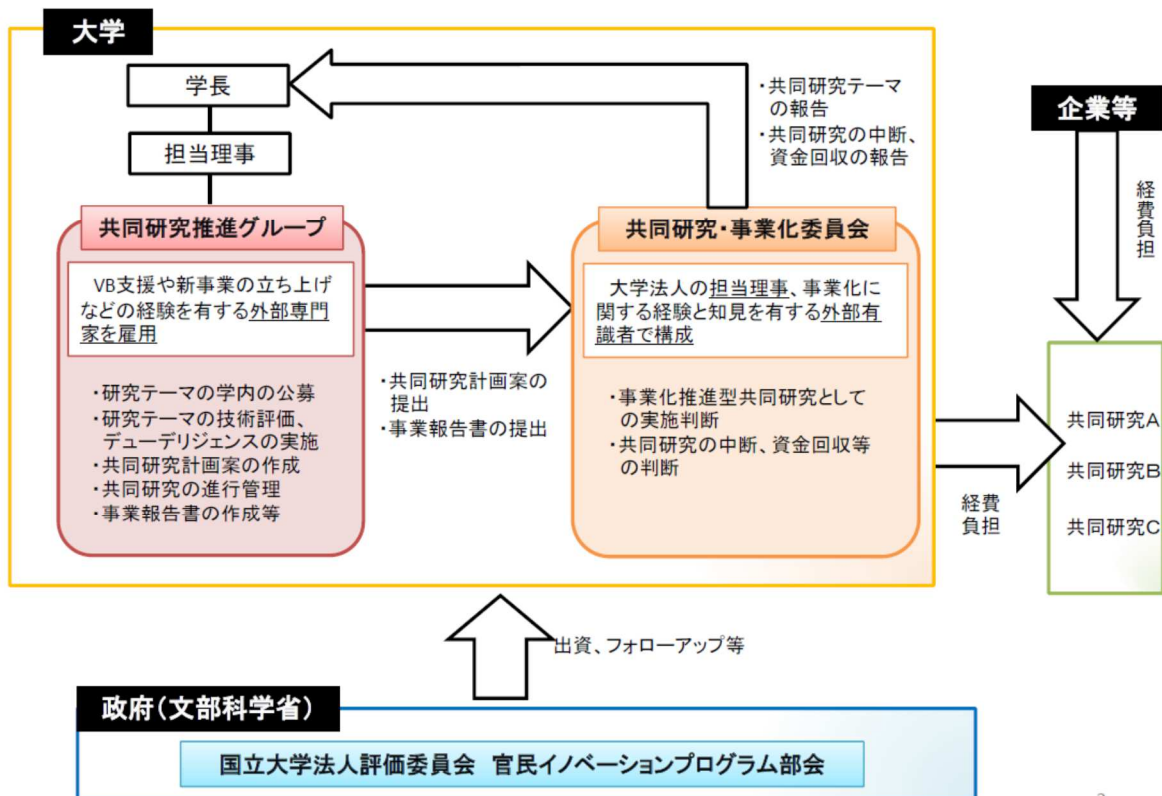 大学
学長
担当理事
・共同研究テーマ
の報告
・共同研究の中断、
資金回収の報告
企業等
経費負担
共同研究推進グループ
VB支援や新事業の立ち上げ
などの経験を有する外部専門
家を雇用
・研究テーマの学内の公募
・研究テーマの技術評価、
デューデリジェンスの実施
・共同研究計画案の作成
・共同研究の進行管理
・事業報告書の作成等
・共同研究計画案の
提出
・事業報告書の提出
共同研究・事業化委員会
大学法人の担当理事、事業化に
関する経験と知見を有する外部有
識者で構成
・事業化推進型共同研究として
の実施判断
・共同研究の中断、資金回収等
の判断
経費
負担
共同研究A
共同研究B
共同研究C
出資、フォローアップ等
政府(文部科学省)
国立大学法人評価委員会 官民イノベーションプログラム部会